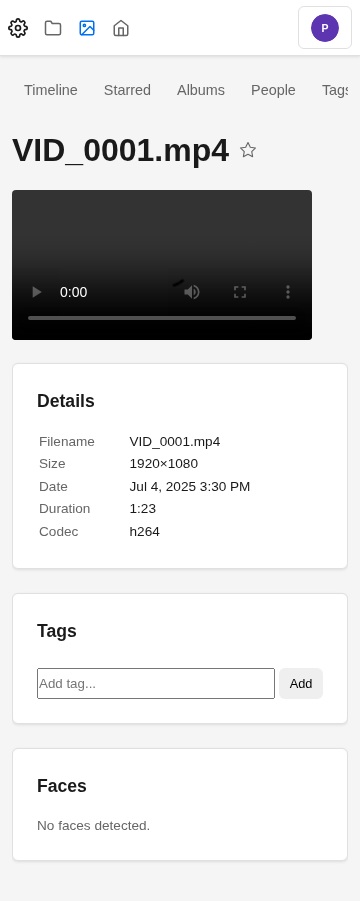 P
Timeline Starred Albums People Tags
VID_0001.mp4
0:00
Details
Filename VID_0001.mp4
Size 1920×1080
Date Jul 4, 2025 3:30 PM
Duration 1:23
Codec h264
Tags
Add tag... Add
Faces
No faces detected.